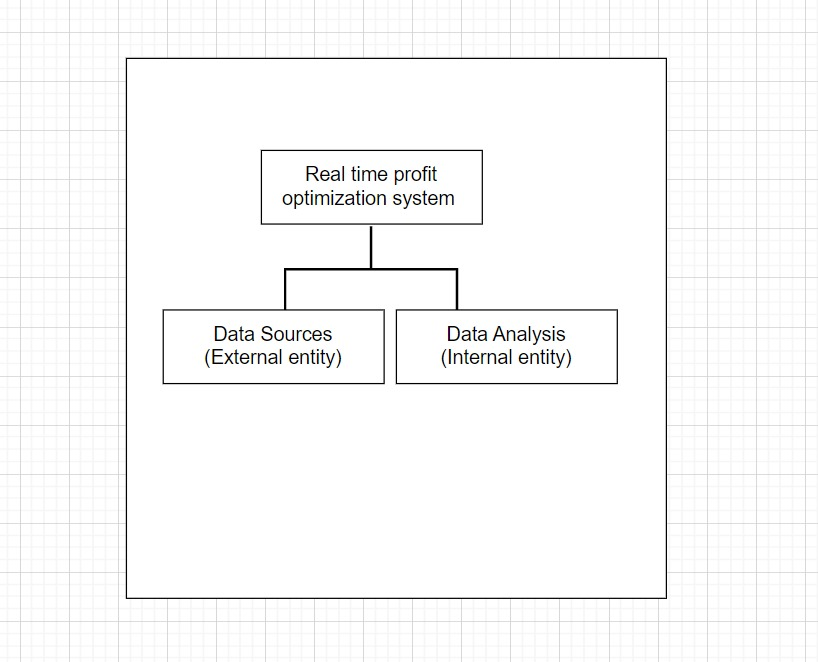 Real time profit
optimization system
Data Sources
(External entity)
Data Analysis
(Internal entity)